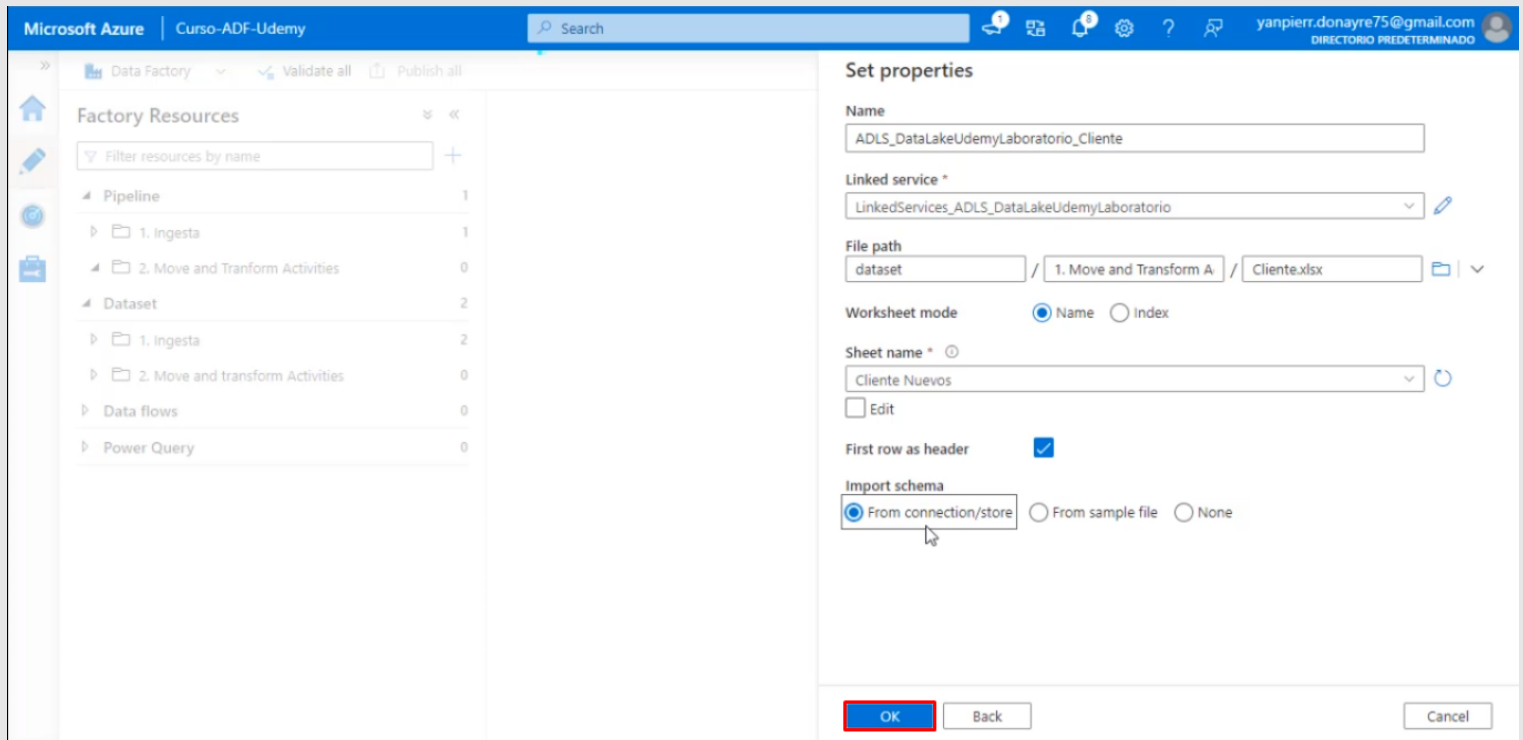 Microsoft Azure
Curso-ADF-Udemy
Search
1
8
yanpierr.donayre75@gmail.com
DIRECTORIO PREDETERMINADO
Data Factory
Validate all
Publish all
Factory Resources
Filter resources by name
Pipeline 1
1. Ingesta 1
2. Move and Tranform Activities 0
Dataset 2
1. Ingesta 2
2. Move and transform Activities 0
Data flows 0
Power Query 0
Set properties
Name
ADLS_DataLakeUdemyLaboratorio_Cliente
Linked service *
LinkedServices_ADLS_DataLakeUdemyLaboratorio
File path
dataset / 1. Move and Transform A / Cliente.xlsx
Worksheet mode Name Index
Sheet name *
Cliente Nuevos
Edit
First row as header
Import schema
From connection/store From sample file None
OK Back Cancel